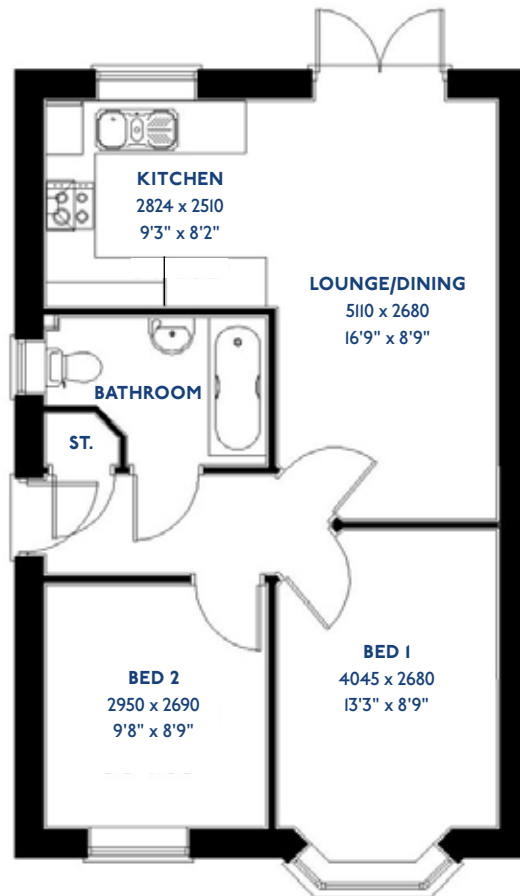 KITCHEN
2824 x 2510
9'3" x 8'2"
LOUNGE/DINING
5110 x 2680
16'9" x 8'9"
BATHROOM
ST.
BED 2
2950 x 2690
9'8" x 8'9"
BED 1
4045 x 2680
13'3" x 8'9"